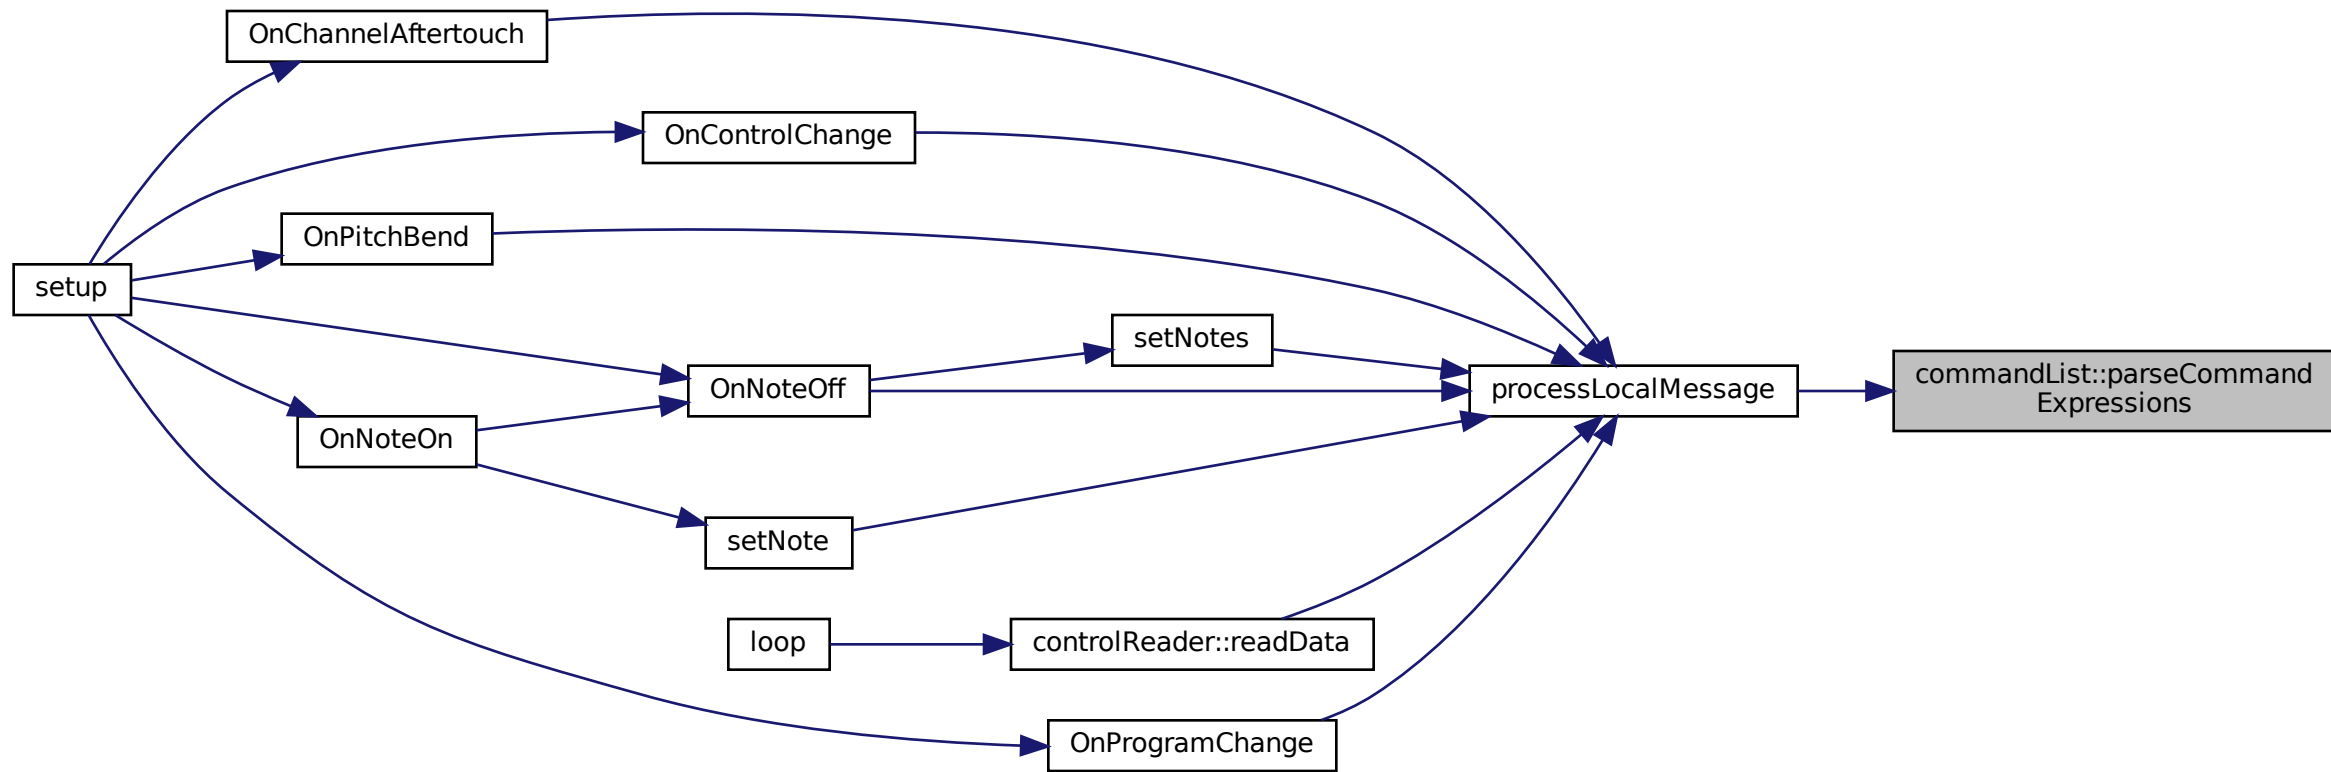 OnChannelAftertouch
OnControlChange
OnPitchBend
setup
setNotes
OnNoteOff
processLocalMessage
commandList::parseCommand
Expressions
OnNoteOn
setNote
loop
controlReader::readData
OnProgramChange